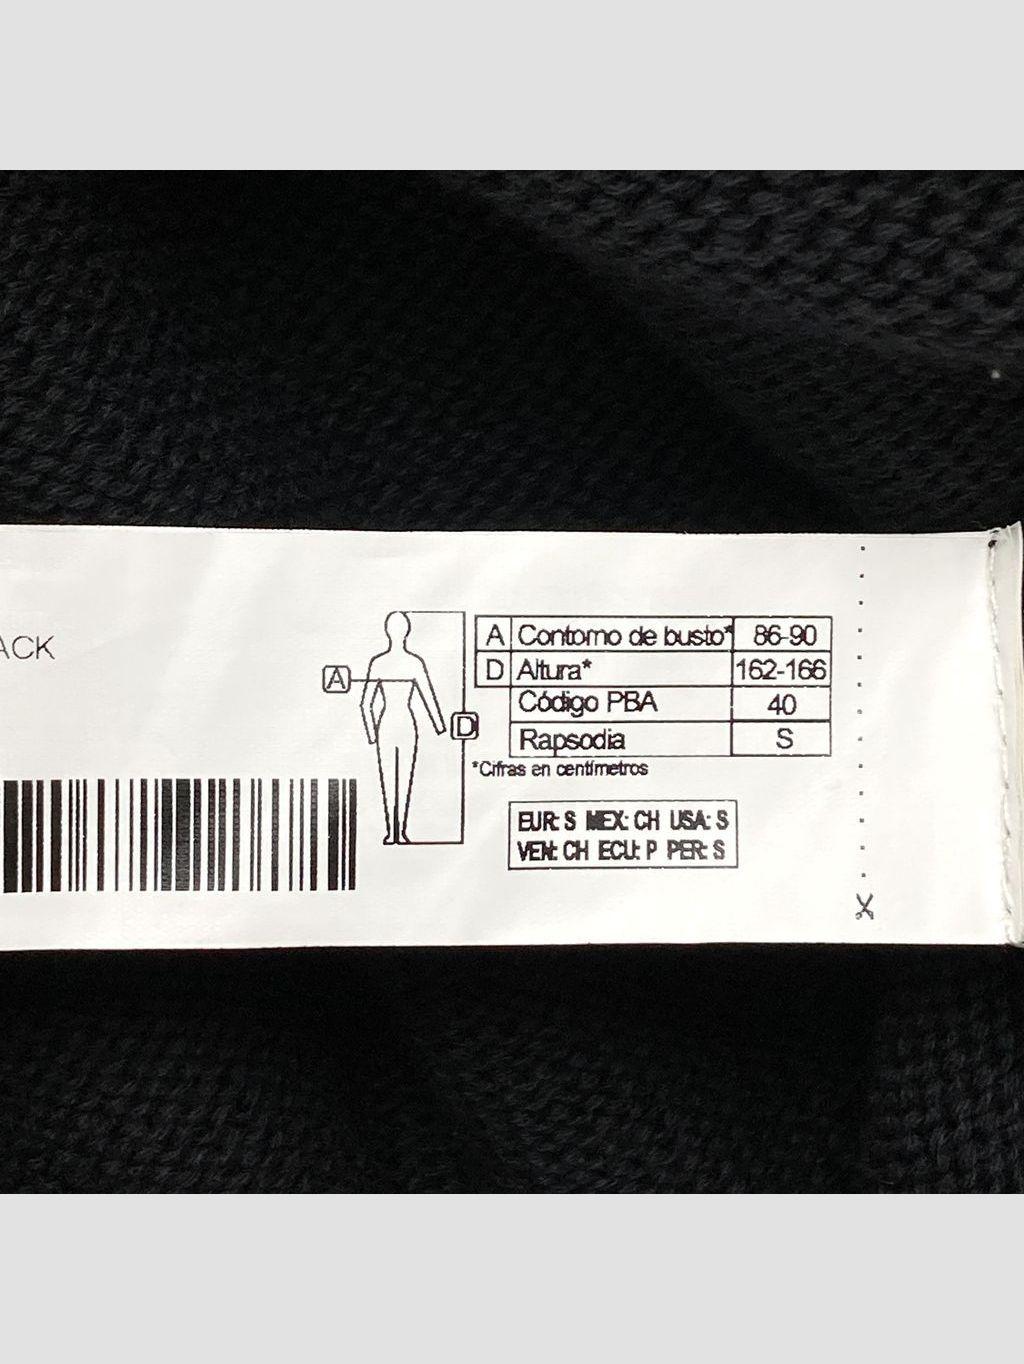 ACK
A
D
A Contorno de busto* 86-90
D Altura* 162-166
Código PBA 40
Rapsodia S
*Cifras en centímetros
EUR: S MEX: CH USA: S
VEN: CH ECU: P PER: S